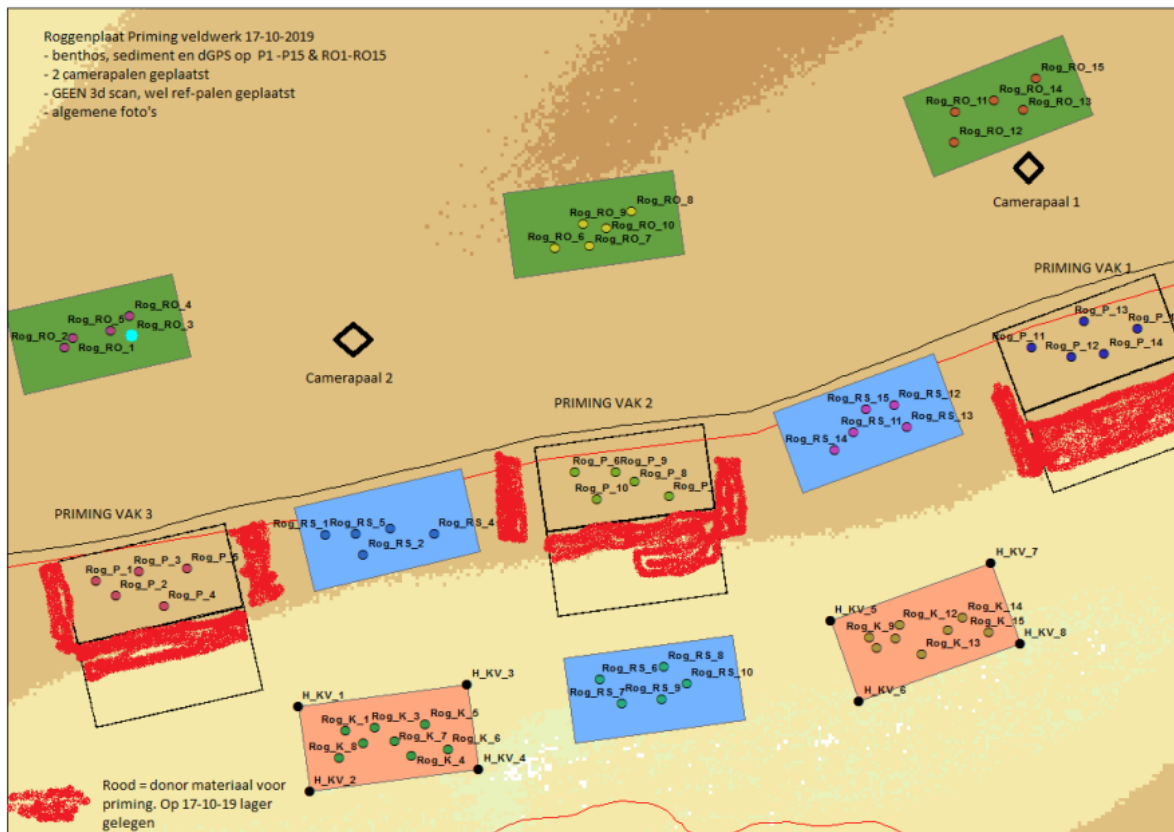 Roggenplaat Priming veldwerk 17-10-2019
- benthos, sediment en dGPS op P1 -P15 & RO1-RO15
- 2 camerapalen geplaatst
- GEEN 3d scan, wel ref-palen geplaatst
- algemene foto's
Rog_RO_15
Rog_RO_14
Rog_RO_11
Rog_RO_13
Rog_RO_12
Camerapaal 1
Rog_RO_8
Rog_RO_9
Rog_RO_10
Rog_RO_6
Rog_RO_7
PRIMING VAK 1
Rog_RO_4
Rog_RO_5
Rog_RO_3
Rog_RO_2
Rog_RO_1
Camerapaal 2
Rog_P_13
Rog_P_1
Rog_P_11
Rog_P_12
Rog_P_14
PRIMING VAK 2
Rog_RS_15
Rog_RS_12
Rog_RS_11
Rog_RS_13
Rog_RS_14
Rog_P_6
Rog_P_9
Rog_P_8
Rog_P_10
Rog_P_
PRIMING VAK 3
Rog_RS_1
Rog_RS_5
Rog_RS_4
Rog_RS_2
Rog_P_3
Rog_P_5
Rog_P_1
Rog_P_2
Rog_P_4
H_KV_7
H_KV_5
Rog_K_14
Rog_K_12
Rog_K_9
Rog_K_15
H_KV_8
Rog_K_13
H_KV_6
Rog_RS_8
Rog_RS_6
Rog_RS_10
Rog_RS_7
Rog_RS_9
H_KV_3
H_KV_1
Rog_K_1
Rog_K_3
Rog_K_5
Rog_K_8
Rog_K_7
Rog_K_6
Rog_K_4
H_KV_4
H_KV_2
Rood = donor materiaal voor
priming. Op 17-10-19 lager
gelegen